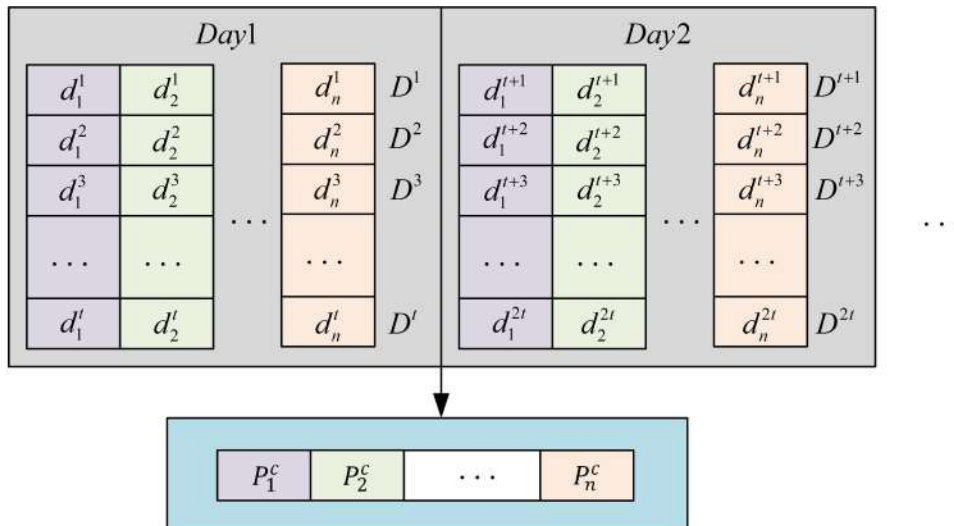 Day1 Day2
d_1^1 d_2^1 d_n^1 D^1 d_1^{t+1} d_2^{t+1} d_n^{t+1} D^{t+1}
d_1^2 d_2^2 d_n^2 D^2 d_1^{t+2} d_2^{t+2} d_n^{t+2} D^{t+2}
d_1^3 d_2^3 d_n^3 D^3 d_1^{t+3} d_2^{t+3} d_n^{t+3} D^{t+3}
... ... ..
... ... ... ... ... ...
d_1^t d_2^t d_n^t D^t d_1^{2t} d_2^{2t} d_n^{2t} D^{2t}
P_1^c P_2^c ... P_n^c